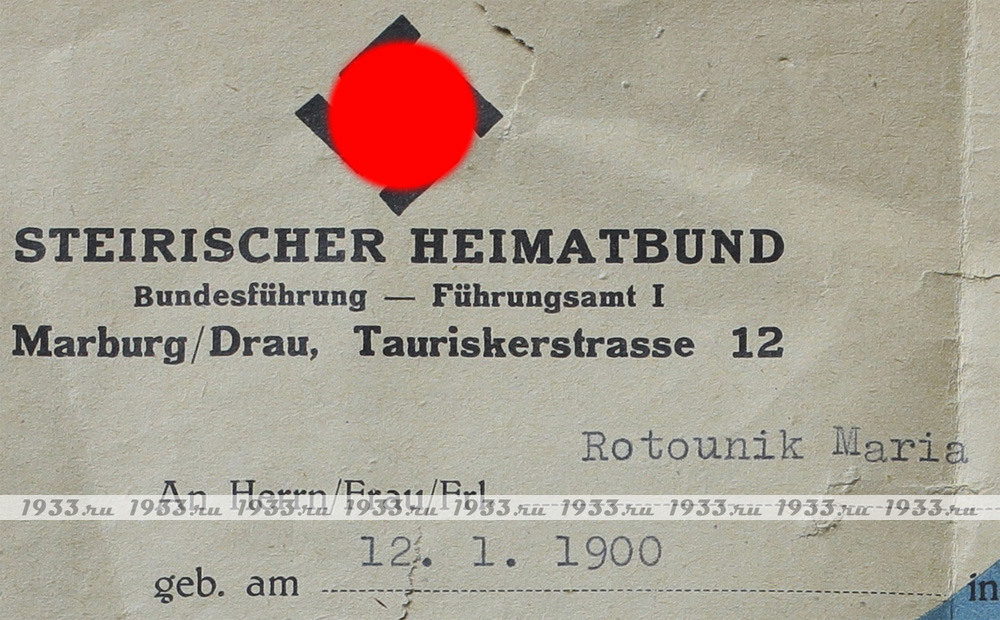 STEIRISCHER HEIMATBUND
Bundesführung — Führungsamt I
Marburg/Drau, Tauriskerstrasse 12
Rotounik Maria
An Herrn/Frau/Frl.
1933.ru 1933.ru 1933.ru 1933.ru 1933.ru 1933.ru 1933.ru 1933.ru 1933.ru
12. 1. 1900
geb. am in